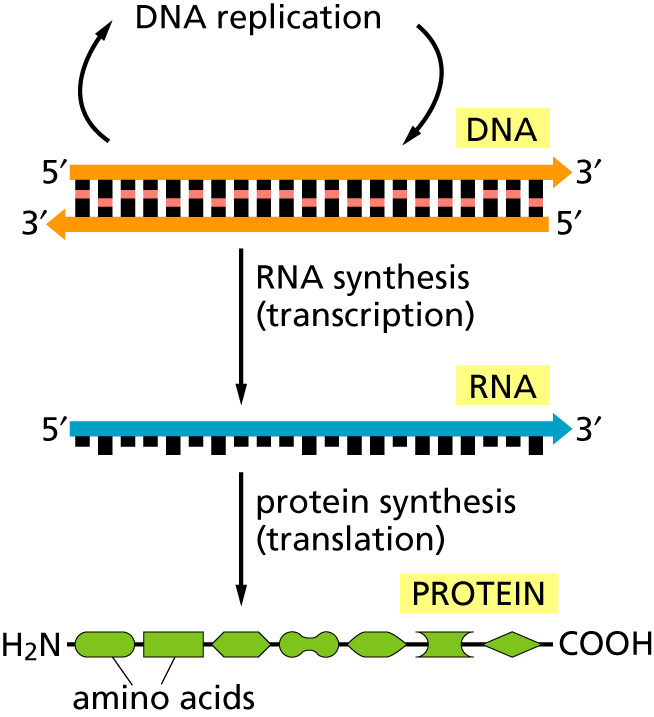 DNA replication
DNA
5′ 3′
3′ 5′
RNA synthesis
(transcription)
RNA
5′ 3′
protein synthesis
(translation)
PROTEIN
H₂N COOH
amino acids